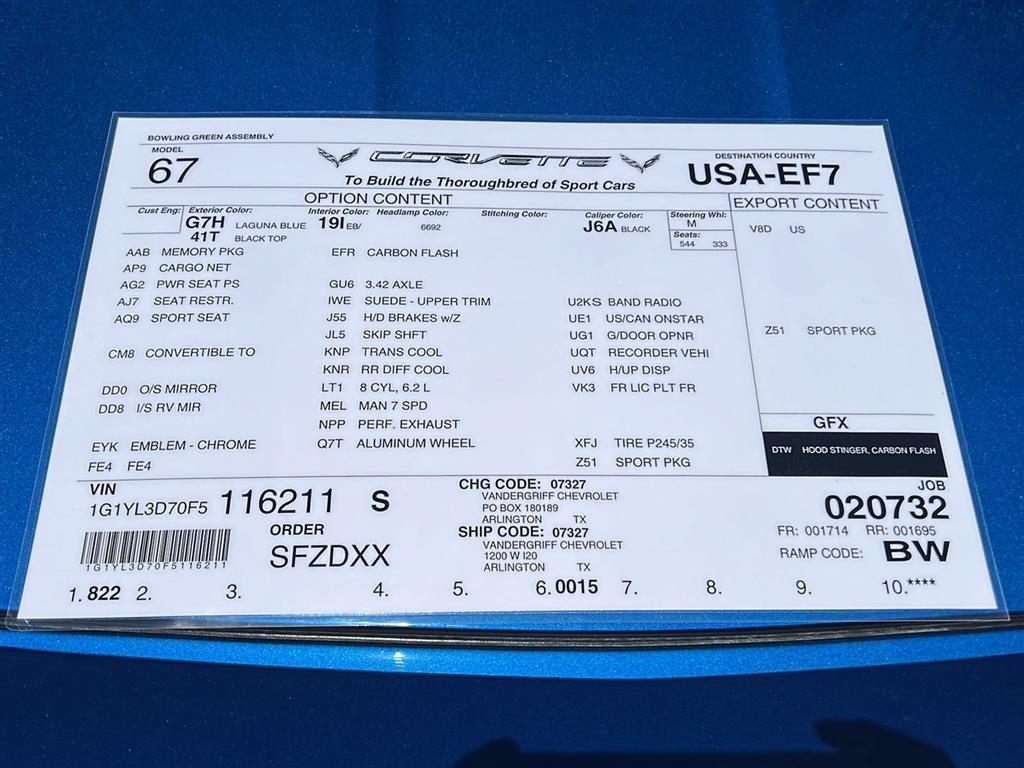 BOWLING GREEN ASSEMBLY
MODEL
67
CORVETTE
To Build the Thoroughbred of Sport Cars
DESTINATION COUNTRY
USA-EF7
OPTION CONTENT
EXPORT CONTENT
Cust Eng: Exterior Color: Interior Color: Headlamp Color: Stitching Color: Caliper Color: Steering Whl:
G7H LAGUNA BLUE 19I EB/ 6692 J6A BLACK M
41T BLACK TOP
Seats:
544 333
V8D US
AAB MEMORY PKG EFR CARBON FLASH
AP9 CARGO NET
AG2 PWR SEAT PS GU6 3.42 AXLE
AJ7 SEAT RESTR. IWE SUEDE - UPPER TRIM U2KS BAND RADIO
AQ9 SPORT SEAT J55 H/D BRAKES w/Z UE1 US/CAN ONSTAR
JL5 SKIP SHFT UG1 G/DOOR OPNR Z51 SPORT PKG
CM8 CONVERTIBLE TO KNP TRANS COOL UQT RECORDER VEHI
KNR RR DIFF COOL UV6 H/UP DISP
DD0 O/S MIRROR LT1 8 CYL, 6.2 L VK3 FR LIC PLT FR
DD8 I/S RV MIR MEL MAN 7 SPD
NPP PERF. EXHAUST GFX
EYK EMBLEM - CHROME Q7T ALUMINUM WHEEL XFJ TIRE P245/35 DTW HOOD STINGER, CARBON FLASH
FE4 FE4 Z51 SPORT PKG
VIN
1G1YL3D70F5 116211 S
CHG CODE: 07327
VANDERGRIFF CHEVROLET
PO BOX 180189
ARLINGTON TX
JOB
020732
ORDER
SFZDXX
SHIP CODE: 07327
VANDERGRIFF CHEVROLET
1200 W I20
ARLINGTON TX
FR: 001714 RR: 001695
RAMP CODE: BW
1G1YL3D70F5116211
1. 822 2. 3. 4. 5. 6. 0015 7. 8. 9. 10.****